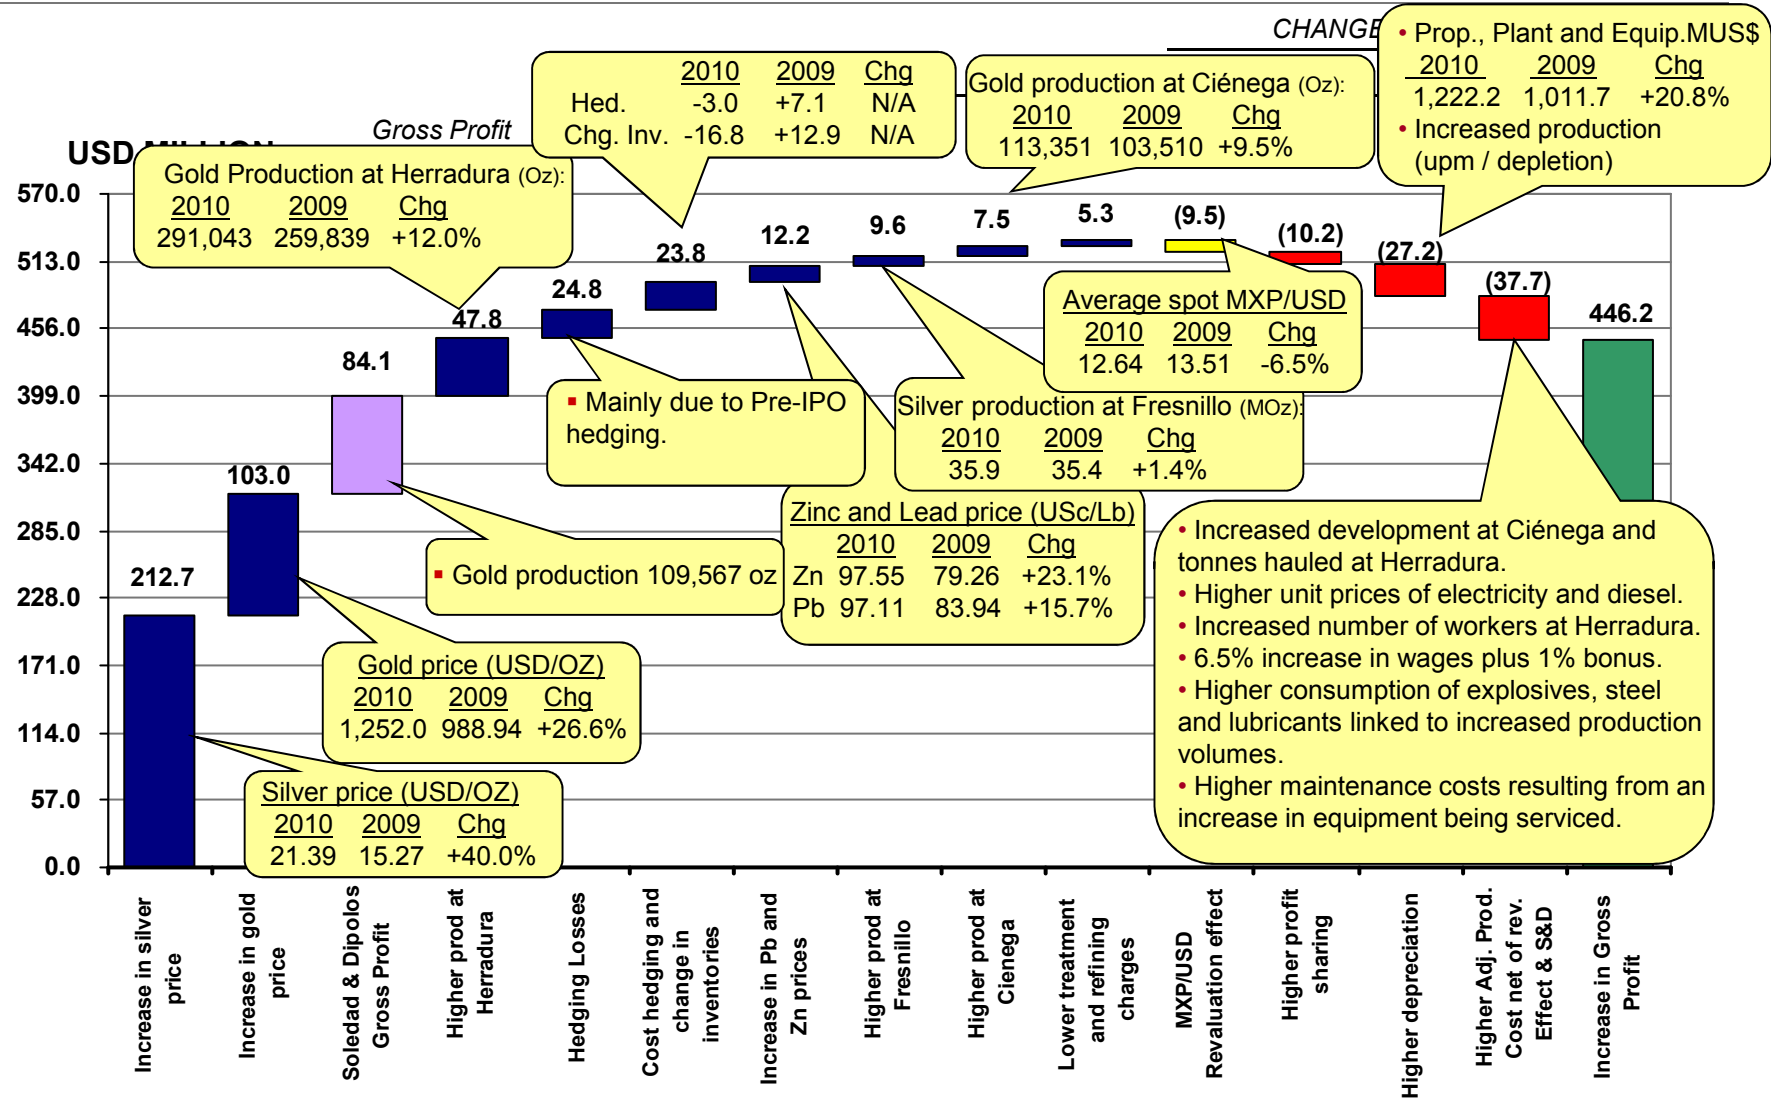 CHANGE
Gross Profit
USD MILLION
570.0
513.0
456.0
399.0
342.0
285.0
228.0
171.0
114.0
57.0
0.0
Gold Production at Herradura (Oz):
2010 2009 Chg
291,043 259,839 +12.0%
2010 2009 Chg
Hed. -3.0 +7.1 N/A
Chg. Inv. -16.8 +12.9 N/A
Gold production at Ciénega (Oz):
2010 2009 Chg
113,351 103,510 +9.5%
• Prop., Plant and Equip.MUS$
2010 2009 Chg
1,222.2 1,011.7 +20.8%
• Increased production
(upm / depletion)
212.7
103.0
84.1
47.8
24.8
23.8
12.2
9.6
7.5
5.3
(9.5)
(10.2)
(27.2)
(37.7)
446.2
Average spot MXP/USD
2010 2009 Chg
12.64 13.51 -6.5%
▪ Mainly due to Pre-IPO
hedging.
Silver production at Fresnillo (MOz):
2010 2009 Chg
35.9 35.4 +1.4%
▪ Gold production 109,567 oz
Zinc and Lead price (USc/Lb)
2010 2009 Chg
Zn 97.55 79.26 +23.1%
Pb 97.11 83.94 +15.7%
Gold price (USD/OZ)
2010 2009 Chg
1,252.0 988.94 +26.6%
Silver price (USD/OZ)
2010 2009 Chg
21.39 15.27 +40.0%
• Increased development at Ciénega and
tonnes hauled at Herradura.
• Higher unit prices of electricity and diesel.
• Increased number of workers at Herradura.
• 6.5% increase in wages plus 1% bonus.
• Higher consumption of explosives, steel
and lubricants linked to increased production
volumes.
• Higher maintenance costs resulting from an
increase in equipment being serviced.
Increase in silver
price
Increase in gold
price
Soledad & Dipolos
Gross Profit
Higher prod at
Herradura
Hedging Losses
Cost hedging and
change in
inventories
Increase in Pb and
Zn prices
Higher prod at
Fresnillo
Higher prod at
Cienega
Lower treatment
and refining
charges
MXP/USD
Revaluation effect
Higher profit
sharing
Higher depreciation
Higher Adj. Prod.
Cost net of rev.
Effect & S&D
Increase in Gross
Profit